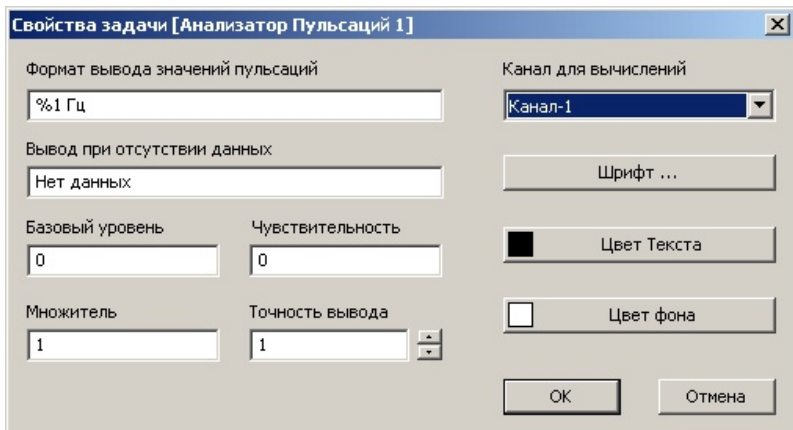 Свойства задачи [Анализатор Пульсаций 1]
Формат вывода значений пульсаций
%1 Гц
Вывод при отсутствии данных
Нет данных
Базовый уровень
Чувствительность
0
0
Множитель
Точность вывода
1
1
Канал для вычислений
Канал-1
Шрифт ...
Цвет Текста
Цвет фона
ОК
Отмена